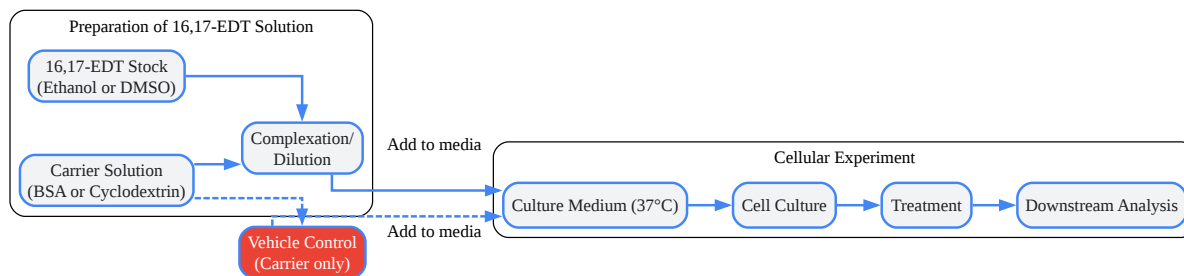 Preparation of 16,17-EDT Solution
16,17-EDT Stock
(Ethanol or DMSO)
Complexation/
Dilution
Carrier Solution
(BSA or Cyclodextrin)
Vehicle Control
(Carrier only)
Add to media
Add to media
Cellular Experiment
Culture Medium (37°C)
Cell Culture
Treatment
Downstream Analysis